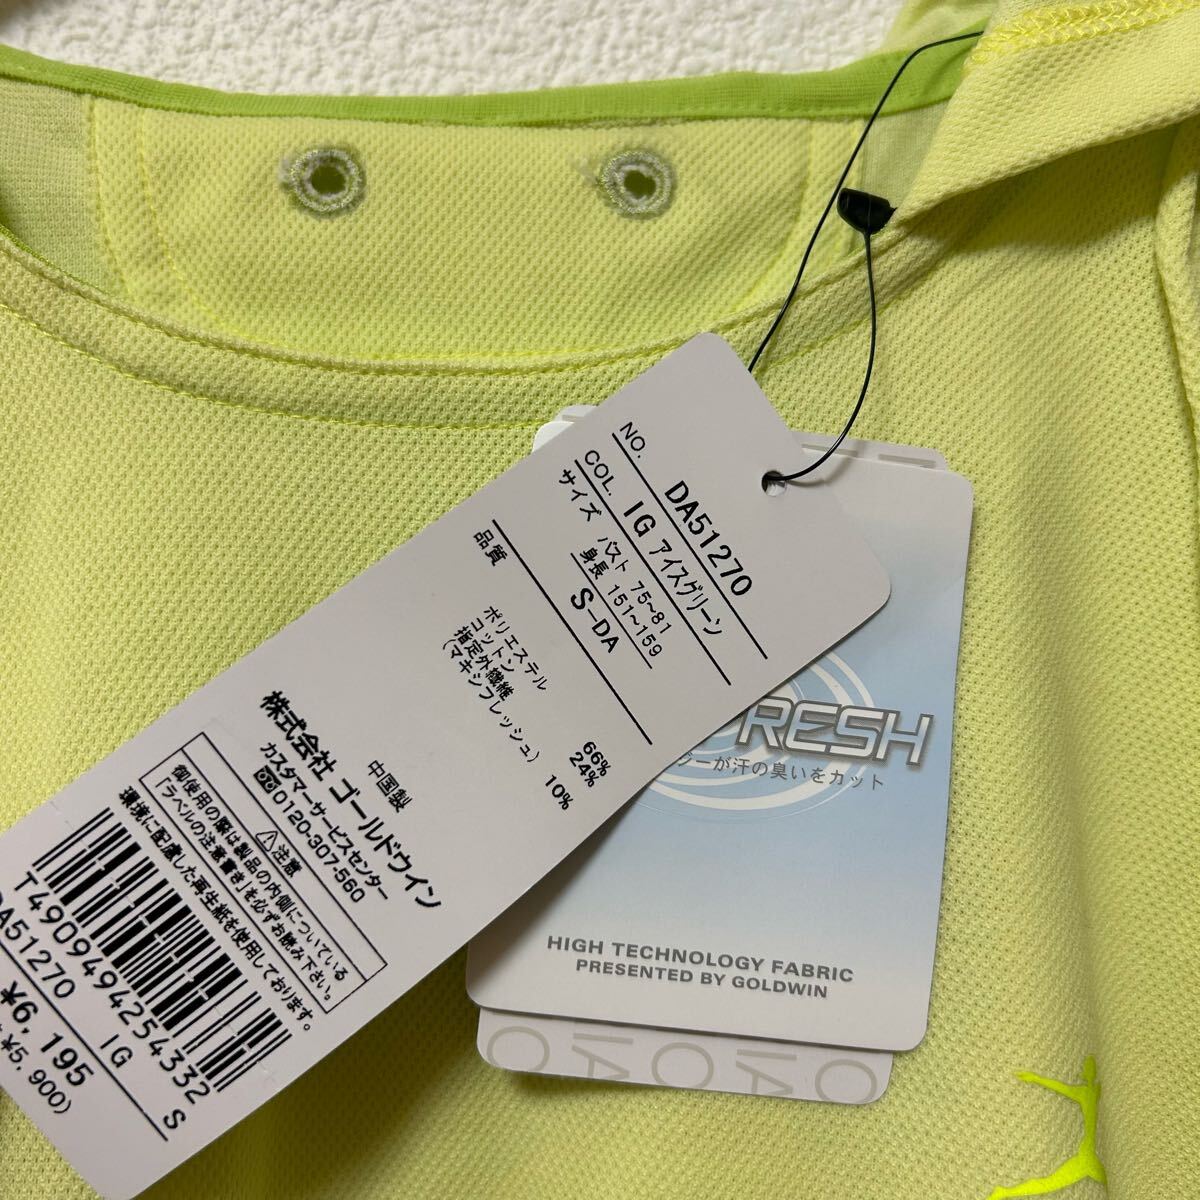 NO. DA51270
COL. IG アイスグリーン
サイズ バスト 75~81
身長 151~159
S-DA
品質
ポリエステル 66%
コットン 24%
指定外繊維
(マキシフレッシュ) 10%
中国製
株式会社 ゴールドウイン
カスタマーサービスセンター
0120-307-560
注意
御使用の際は製品の内側についている
「ラベルの注意書き」を必ずお読み下さい。
環境に配慮した再生紙を使用しております。
T4909494254332
DA51270 IG S
¥6,195
¥5,900)
RESH
ジーが汗の臭いをカット
HIGH TECHNOLOGY FABRIC
PRESENTED BY GOLDWIN